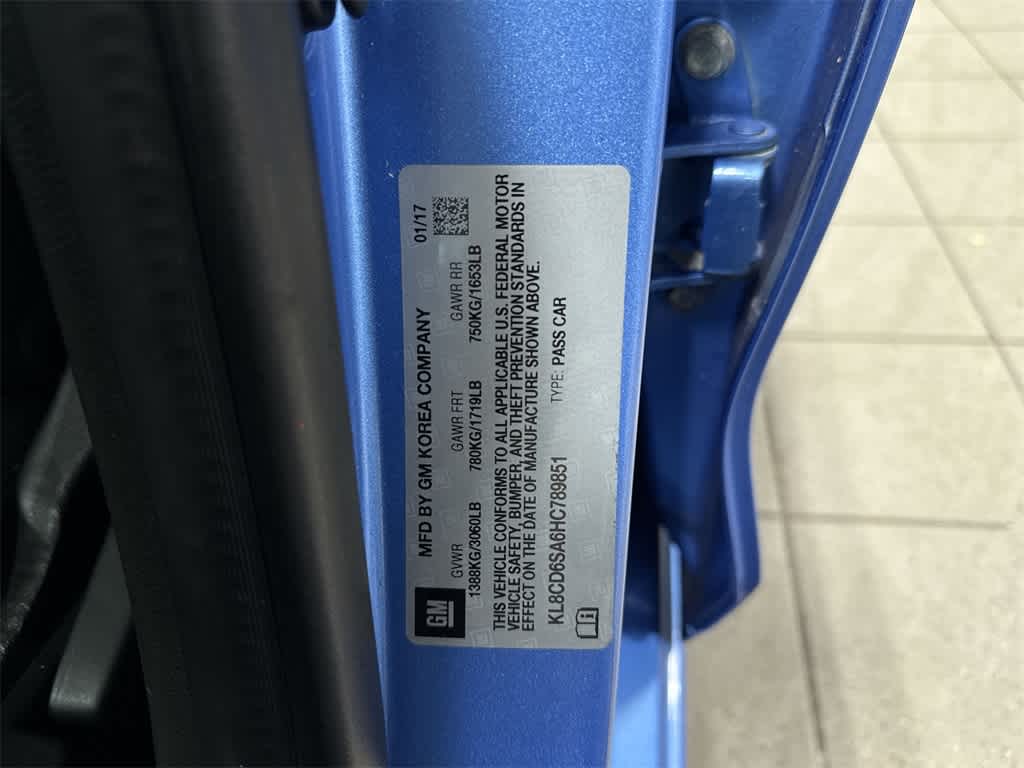 GM
MFD BY GM KOREA COMPANY 01/17
GVWR GAWR FRT GAWR RR
1388KG/3060LB 780KG/1719LB 750KG/1653LB
THIS VEHICLE CONFORMS TO ALL APPLICABLE U.S. FEDERAL MOTOR
VEHICLE SAFETY, BUMPER, AND THEFT PREVENTION STANDARDS IN
EFFECT ON THE DATE OF MANUFACTURE SHOWN ABOVE.
KL8CD6SA6HC789851 TYPE: PASS CAR